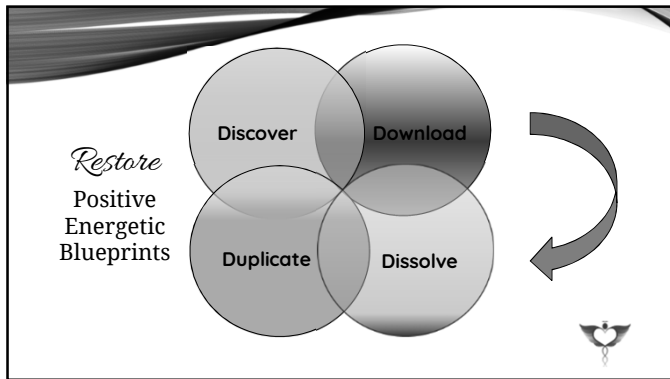 Discover
Download
Restore
Positive
Energetic
Blueprints
Duplicate
Dissolve